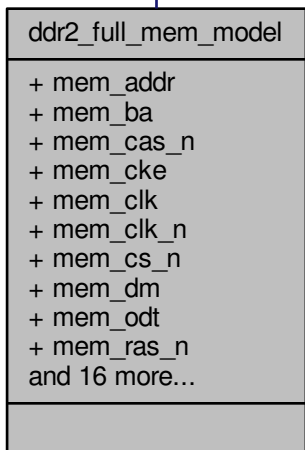 ddr2_full_mem_model
+ mem_addr
+ mem_ba
+ mem_cas_n
+ mem_cke
+ mem_clk
+ mem_clk_n
+ mem_cs_n
+ mem_dm
+ mem_odt
+ mem_ras_n
and 16 more...